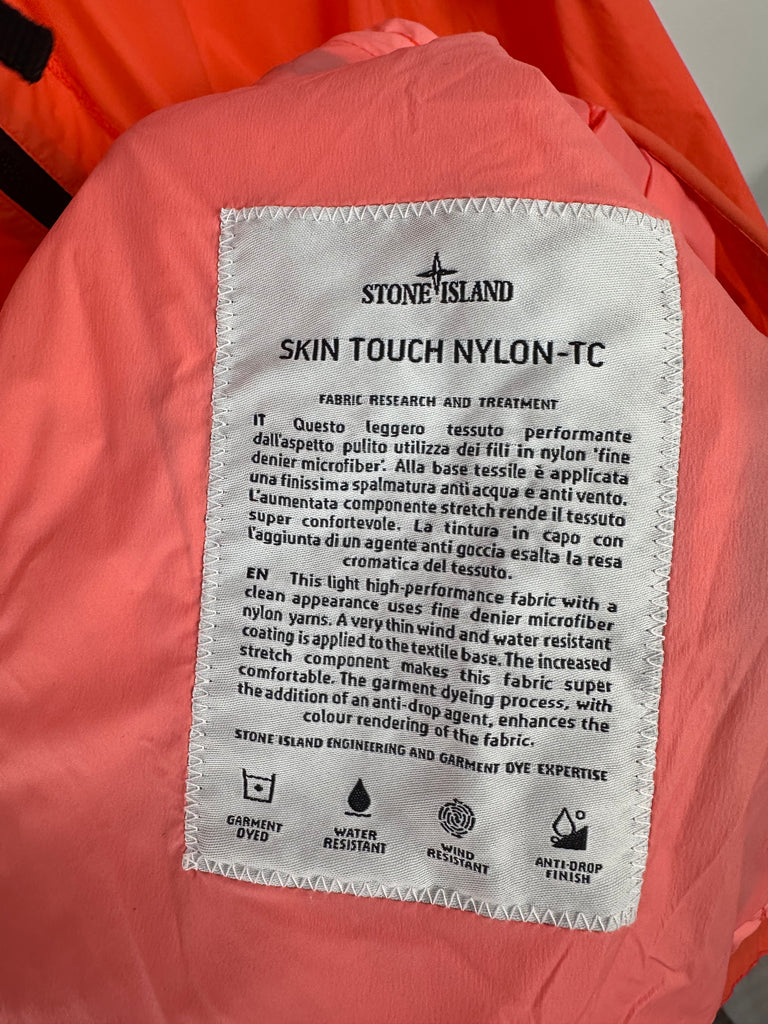 STONE ISLAND
SKIN TOUCH NYLON-TC
FABRIC RESEARCH AND TREATMENT
IT Questo leggero tessuto performante
dall'aspetto pulito utilizza dei fili in nylon 'fine
denier microfiber'. Alla base tessile è applicata
una finissima spalmatura anti acqua e anti vento.
L'aumentata componente stretch rende il tessuto
super confortevole. La tintura in capo con
l'aggiunta di un agente anti goccia esalta la resa
cromatica del tessuto.
EN This light high-performance fabric with a
clean appearance uses fine denier microfiber
nylon yarns. A very thin wind and water resistant
coating is applied to the textile base. The increased
stretch component makes this fabric super
comfortable. The garment dyeing process, with
the addition of an anti-drop agent, enhances the
colour rendering of the fabric.
STONE ISLAND ENGINEERING AND GARMENT DYE EXPERTISE
GARMENT
DYED
WATER
RESISTANT
WIND
RESISTANT
ANTI-DROP
FINISH